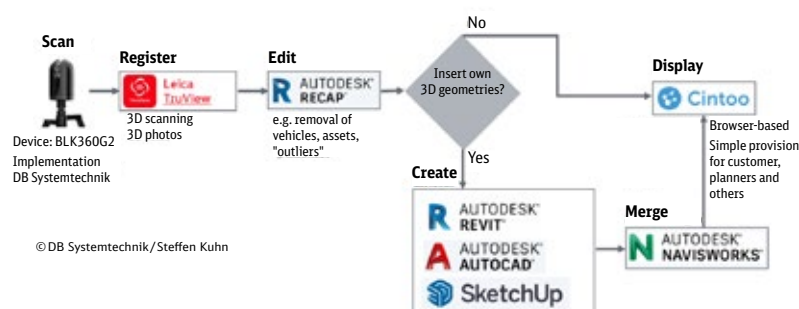 Scan
Device: BLK360G2
Implementation
DB Systemtechnik
Register
Leica
TruView
3D scanning
3D photos
Edit
R AUTODESK
RECAP
e.g. removal of
vehicles, assets,
"outliers"
Insert own
3D geometries?
No
Yes
Create
R AUTODESK
REVIT
A AUTODESK
AUTOCAD
SketchUp
Merge
N AUTODESK
NAVISWORKS
Display
Cintoo
Browser-based
Simple provision
for customer,
planners and
others
© DB Systemtechnik/Steffen Kuhn